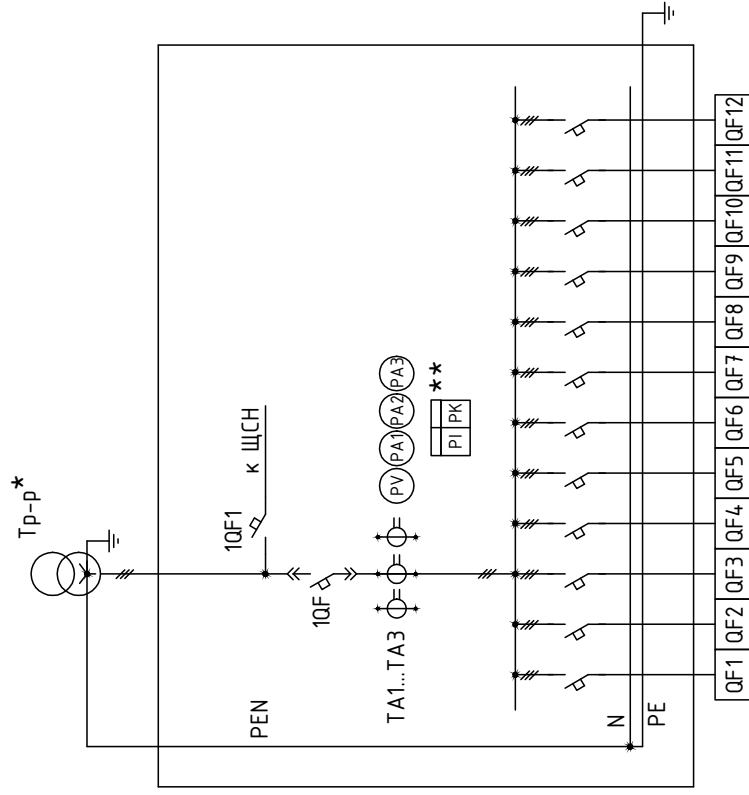 Тр-р*
1QF1
к ЩСН
PEN
1QF
TA1...TA3
PV PA1 PA2 PA3
**
PI PK
N
PE
QF1 QF2 QF3 QF4 QF5 QF6 QF7 QF8 QF9 QF10 QF11 QF12